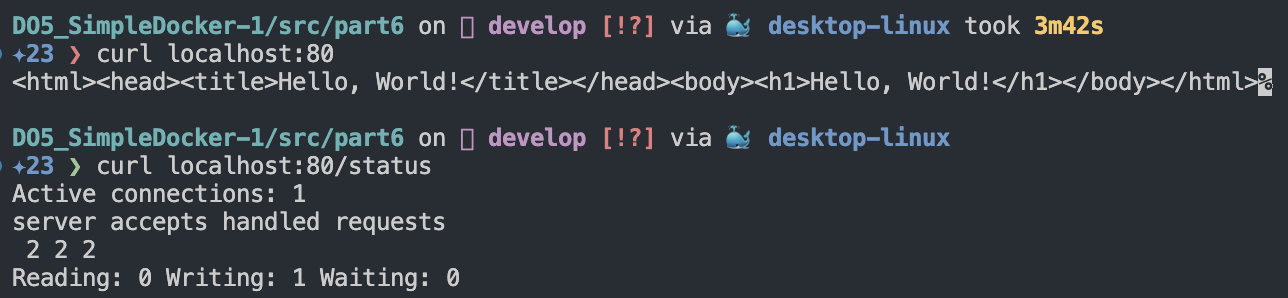 DO5_SimpleDocker-1/src/part6 on develop [!?] via 🐳 desktop-linux took 3m42s
✦23 ❯ curl localhost:80
<html><head><title>Hello, World!</title></head><body><h1>Hello, World!</h1></body></html>%
DO5_SimpleDocker-1/src/part6 on develop [!?] via 🐳 desktop-linux
✦23 ❯ curl localhost:80/status
Active connections: 1
server accepts handled requests
 2 2 2
Reading: 0 Writing: 1 Waiting: 0